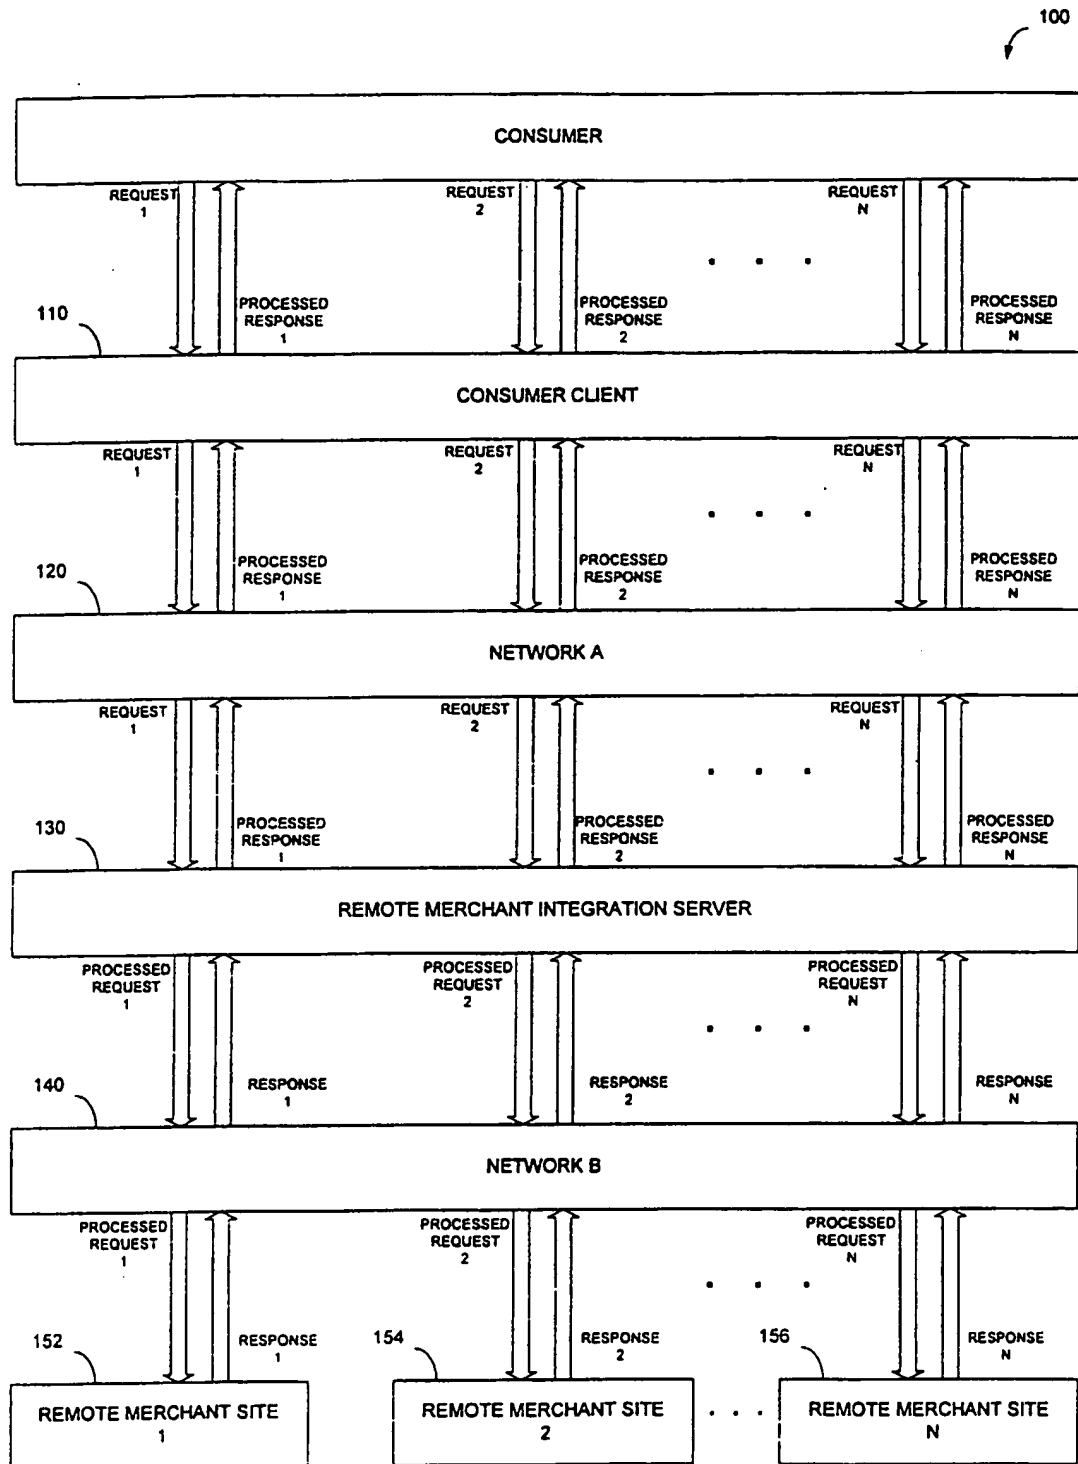 100
CONSUMER
REQUEST
1
REQUEST
2
REQUEST
N
PROCESSED
RESPONSE
1
PROCESSED
RESPONSE
2
PROCESSED
RESPONSE
N
110
CONSUMER CLIENT
REQUEST
1
REQUEST
2
REQUEST
N
PROCESSED
RESPONSE
1
PROCESSED
RESPONSE
2
PROCESSED
RESPONSE
N
120
NETWORK A
REQUEST
1
REQUEST
2
REQUEST
N
PROCESSED
RESPONSE
1
PROCESSED
RESPONSE
2
PROCESSED
RESPONSE
N
130
REMOTE MERCHANT INTEGRATION SERVER
PROCESSED
REQUEST
1
PROCESSED
REQUEST
2
PROCESSED
REQUEST
N
RESPONSE
1
RESPONSE
2
RESPONSE
N
140
NETWORK B
PROCESSED
REQUEST
1
PROCESSED
REQUEST
2
PROCESSED
REQUEST
N
RESPONSE
1
RESPONSE
2
RESPONSE
N
152
154
156
REMOTE MERCHANT SITE
1
REMOTE MERCHANT SITE
2
. . .
REMOTE MERCHANT SITE
N